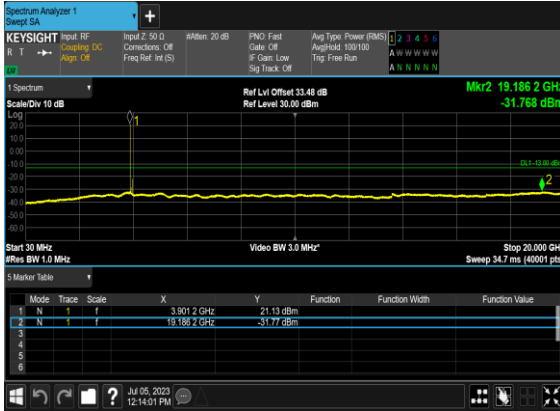 Spectrum Analyzer 1
Swept SA
+
KEYSIGHT
R T
Input: RF
Coupling: DC
Align: Off
Input Z: 50 Ω
Corrections: Off
Freq Ref: Int (S)
#Atten: 20 dB
PNO: Fast
Gate: Off
IF Gain: Low
Sig Track: Off
Avg Type: Power (RMS)
Avg|Hold: 100/100
Trig: Free Run
1 2 3 4 5 6
A W W W W W
A N N N N N
1 Spectrum
Scale/Div 10 dB
Ref Lvl Offset 33.48 dB
Ref Level 30.00 dBm
Mkr2 19.186 2 GHz
-31.768 dBm
Log
20.0
10.0
0.00
-10.0
-20.0
-30.0
-40.0
-50.0
-60.0
1
DL1 -13.00 dBm
2
Start 30 MHz
#Res BW 1.0 MHz
Video BW 3.0 MHz*
Stop 20.000 GHz
Sweep 34.7 ms (40001 pts)
5 Marker Table
Mode Trace Scale X Y Function Function Width Function Value
1 N 1 f 3.901 2 GHz 21.13 dBm
2 N 1 f 19.186 2 GHz -31.77 dBm
3
4
5
6
?
Jul 05, 2023
12:14:01 PM